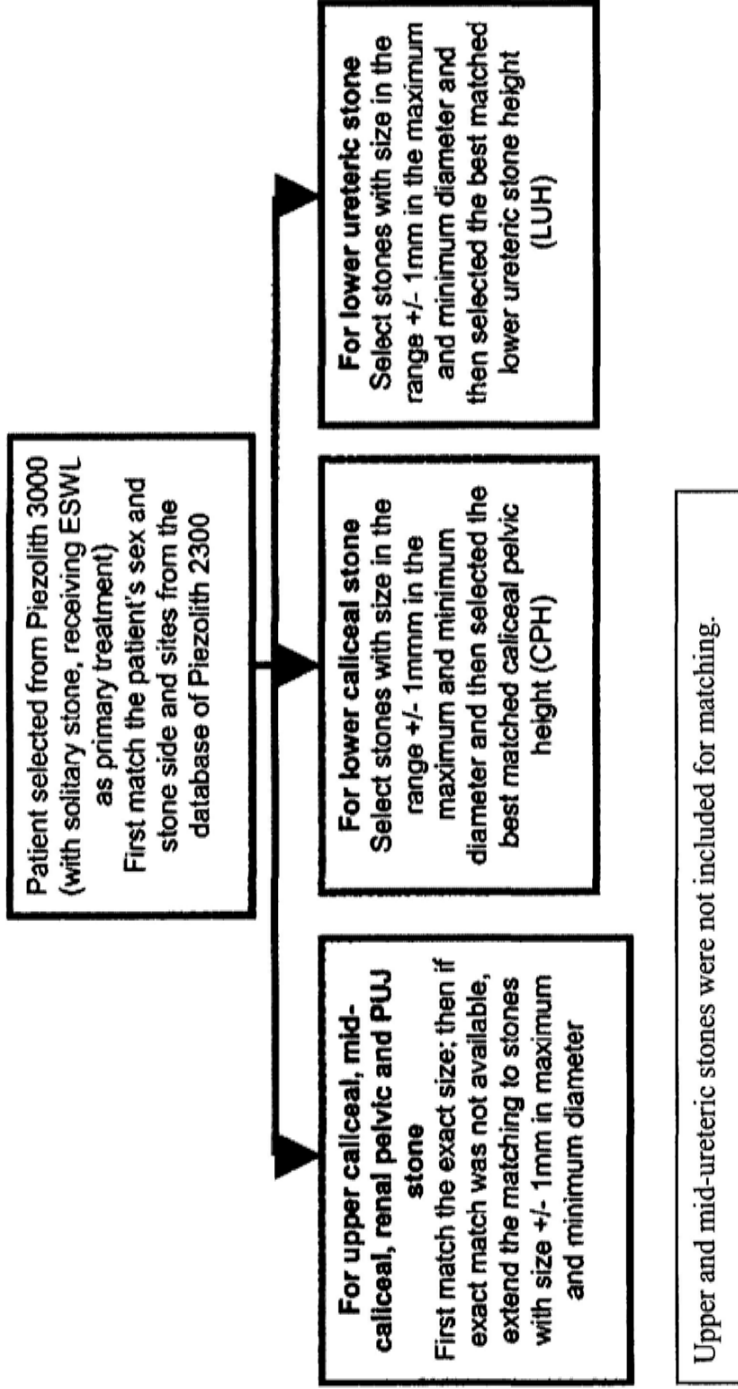 Patient selected from Piezolith 3000
(with solitary stone, receiving ESWL
as primary treatment)
First match the patient's sex and
stone side and sites from the
database of Piezolith 2300
For upper caliceal, mid-
caliceal, renal pelvic and PUJ
stone
First match the exact size; then if
exact match was not available,
extend the matching to stones
with size +/- 1mm in maximum
and minimum diameter
For lower caliceal stone
Select stones with size in the
range +/- 1mmm in the
maximum and minimum
diameter and then selected the
best matched caliceal pelvic
height (CPH)
For lower ureteric stone
Select stones with size in the
range +/- 1mm in the maximum
and minimum diameter and
then selected the best matched
lower ureteric stone height
(LUH)
Upper and mid-ureteric stones were not included for matching.